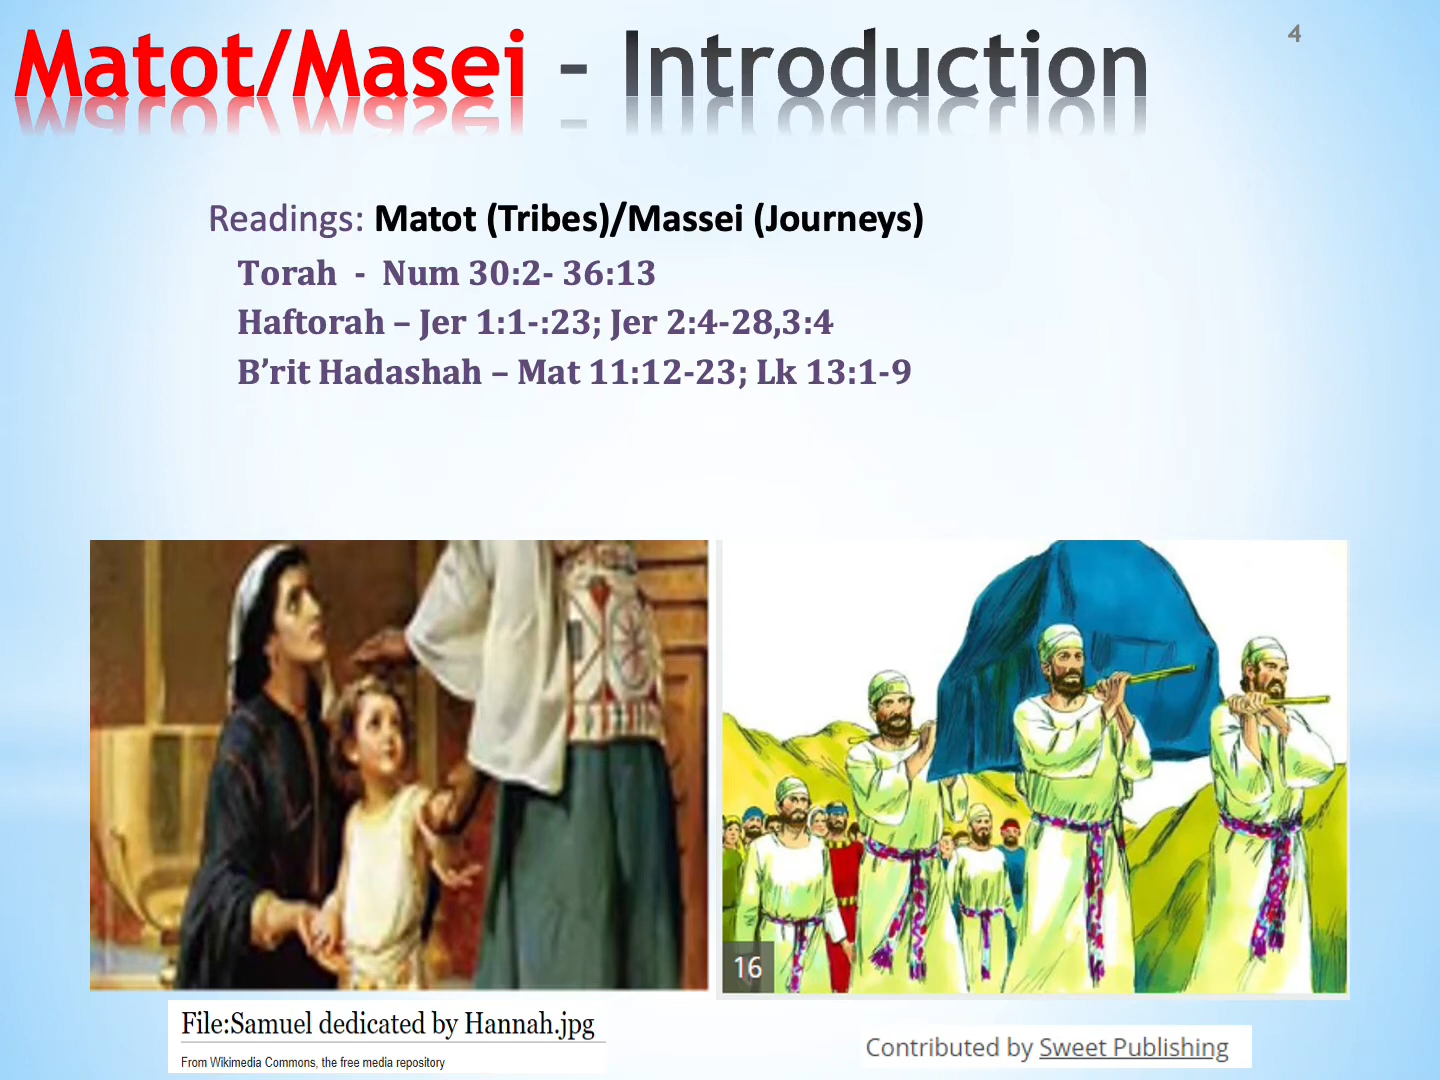 Matot/Masei – Introduction
4
Readings: Matot (Tribes)/Massei (Journeys)
Torah - Num 30:2- 36:13
Haftorah – Jer 1:1-:23; Jer 2:4-28,3:4
B’rit Hadashah – Mat 11:12-23; Lk 13:1-9
16
File:Samuel dedicated by Hannah.jpg
From Wikimedia Commons, the free media repository
Contributed by Sweet Publishing